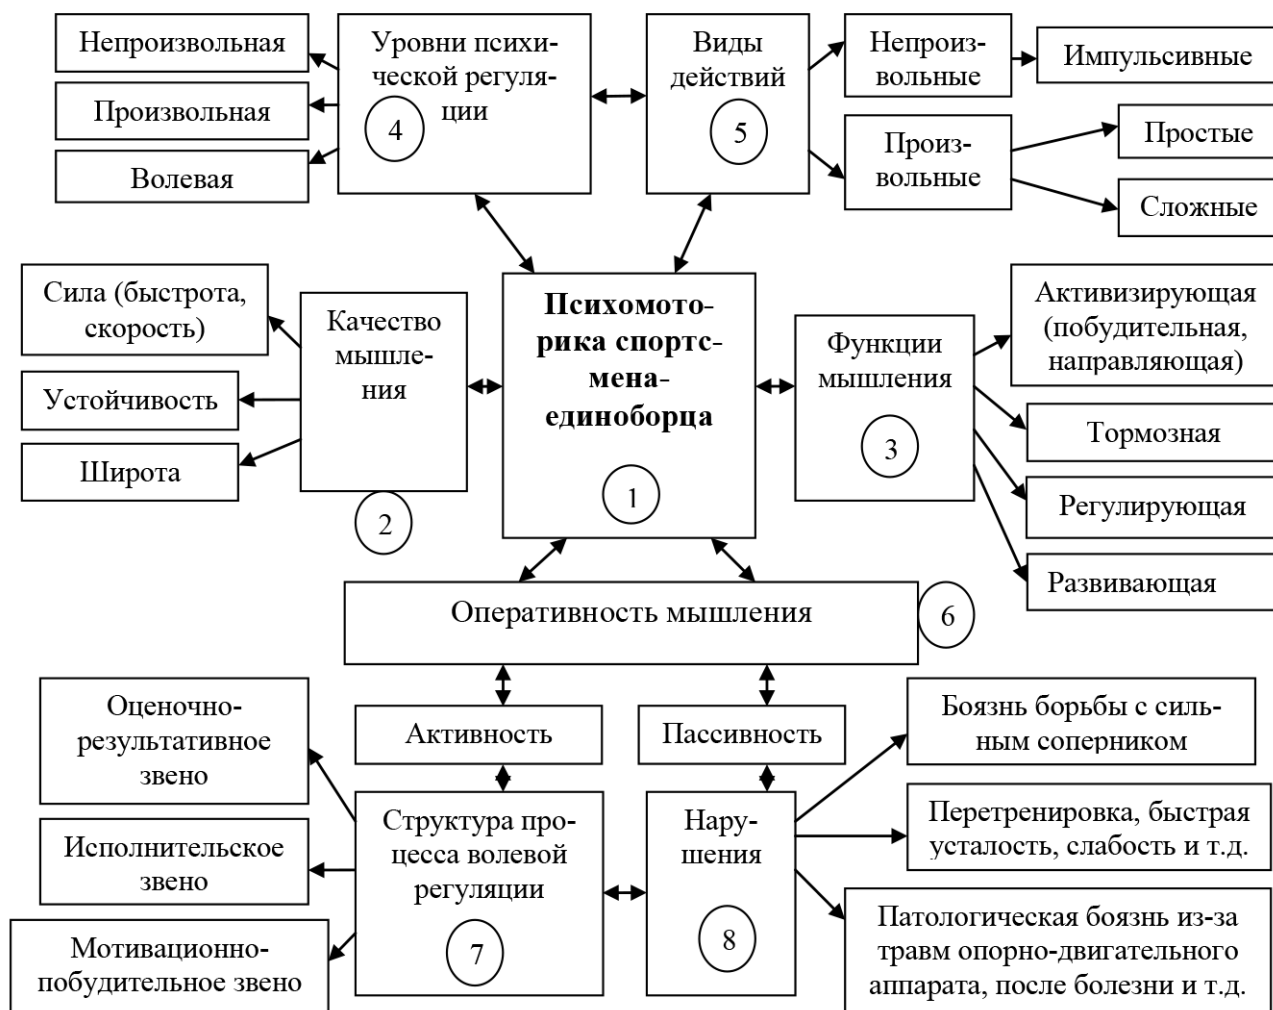 Непроизвольная
Произвольная
Волевая
Уровни психи-
ческой регуля-
ции
4
Виды
действий
5
Непроиз-
вольные
Произ-
вольные
Импульсивные
Простые
Сложные
Сила (быстрота,
скорость)
Устойчивость
Широта
Качество
мышле-
ния
2
Психомото-
рика спортс-
мена-
единоборца
1
Функции
мышления
3
Активизирующая
(побудительная,
направляющая)
Тормозная
Регулирующая
Развивающая
Оперативность мышления
6
Активность
Пассивность
Оценочно-
результативное
звено
Исполнительское
звено
Мотивационно-
побудительное звено
Структура про-
цесса волевой
регуляции
7
Нару-
шения
8
Боязнь борьбы с силь-
ным соперником
Перетренировка, быстрая
усталость, слабость и т.д.
Патологическая боязнь из-за
травм опорно-двигательного
аппарата, после болезни и т.д.